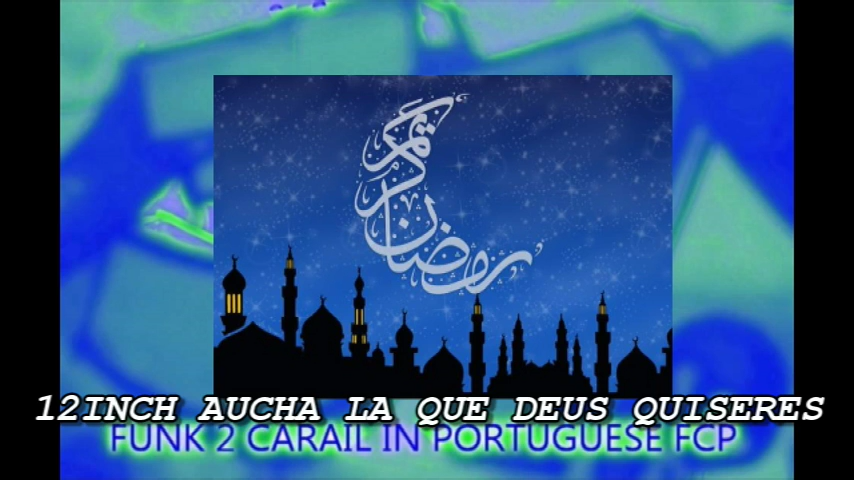 رمضان كريم
12INCH AUCHA LA QUE DEUS QUISERES
FUNK 2 CARAIL IN PORTUGUESE FCP